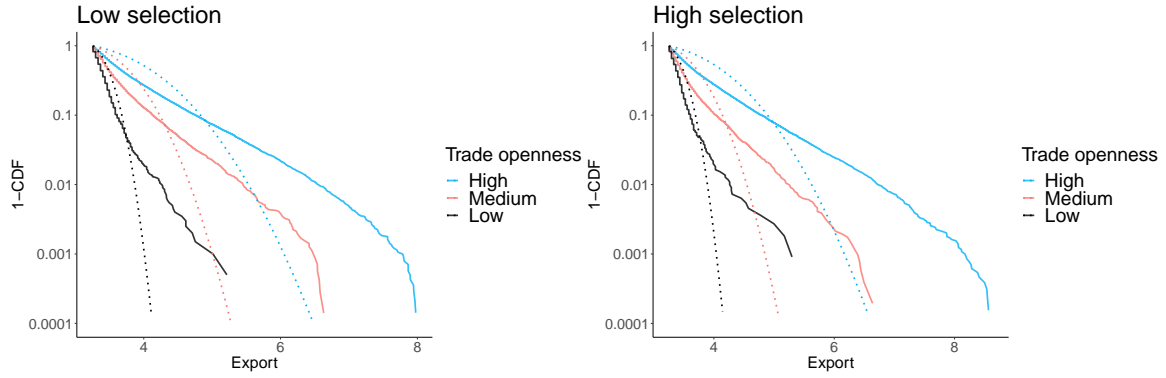 Low selection
1
0.1
0.01
0.001
0.0001
1−CDF
4
6
8
Export
Trade openness
High
Medium
Low
High selection
1
0.1
0.01
0.001
0.0001
1−CDF
4
6
8
Export
Trade openness
High
Medium
Low